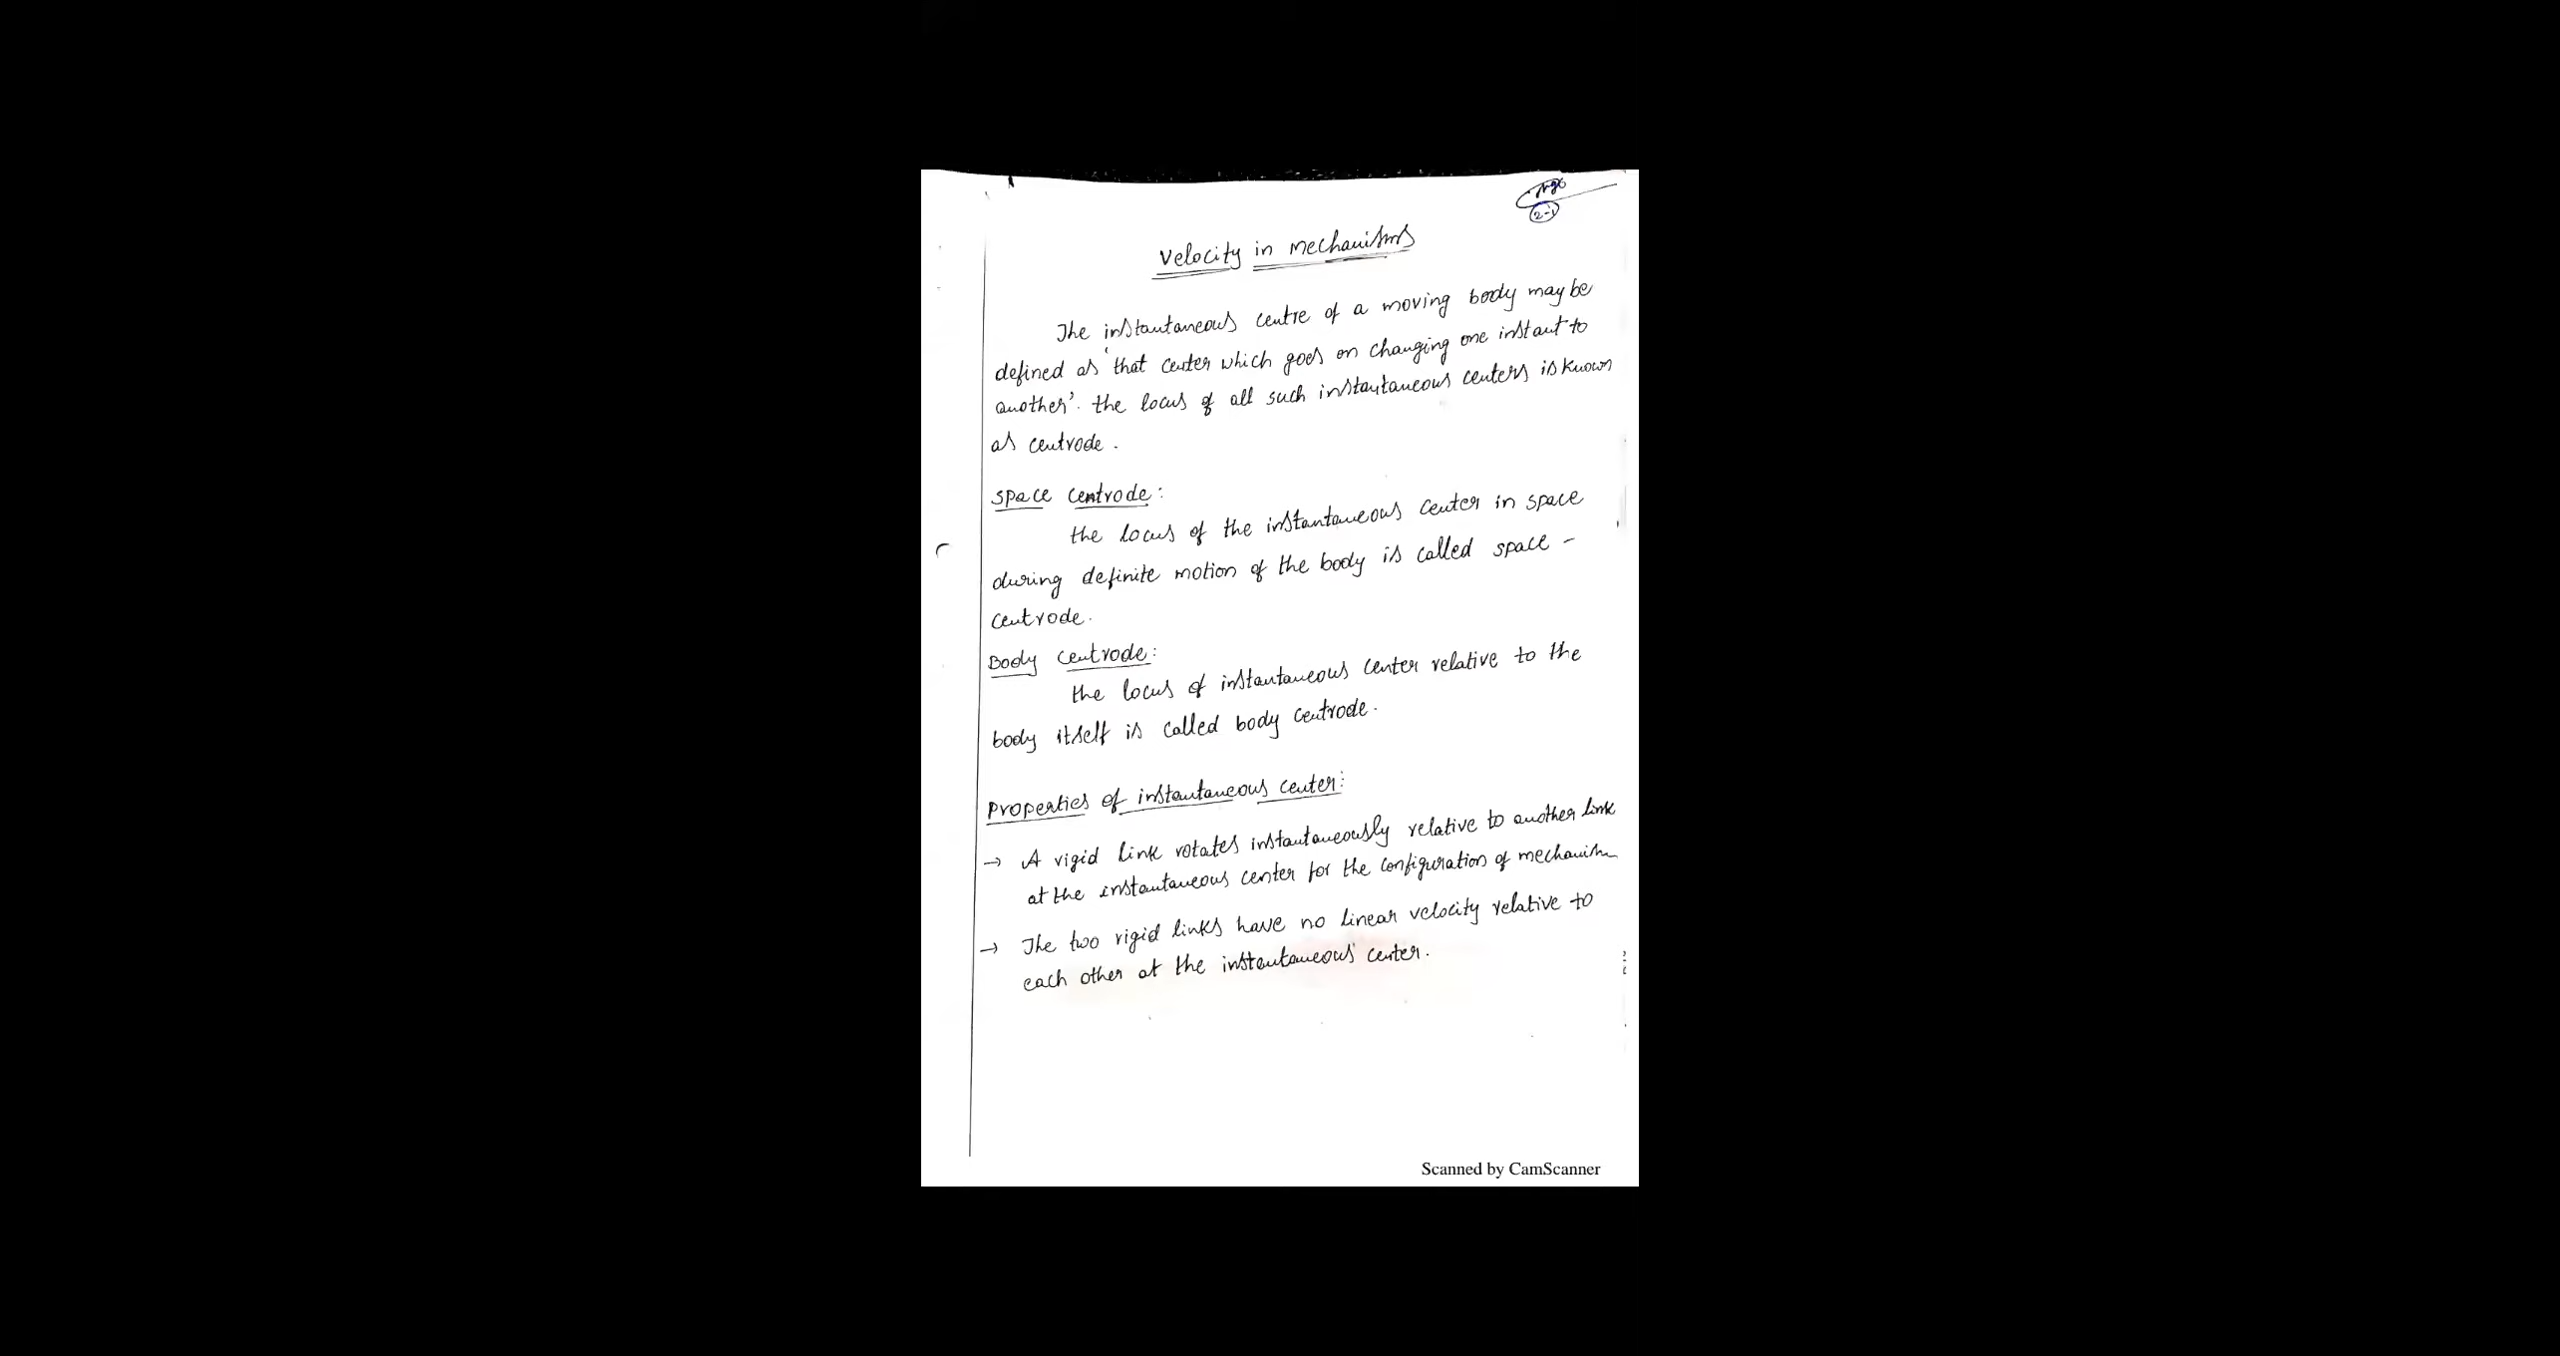 2-1
Velocity in mechanisms
The instantaneous centre of a moving body may be
defined as 'that center which goes on changing one instant to
another'. the locus of all such instantaneous centers is known
as centrode.
Space centrode:
the locus of the instantaneous center in space
during definite motion of the body is called space -
centrode.
Body centrode:
the locus of instantaneous center relative to the
body itself is called body centrode.
Properties of instantaneous center:
→ A rigid link rotates instantaneously relative to another link
at the instantaneous center for the configuration of mechanism
→ The two rigid links have no linear velocity relative to
each other at the instantaneous center.
Scanned by CamScanner